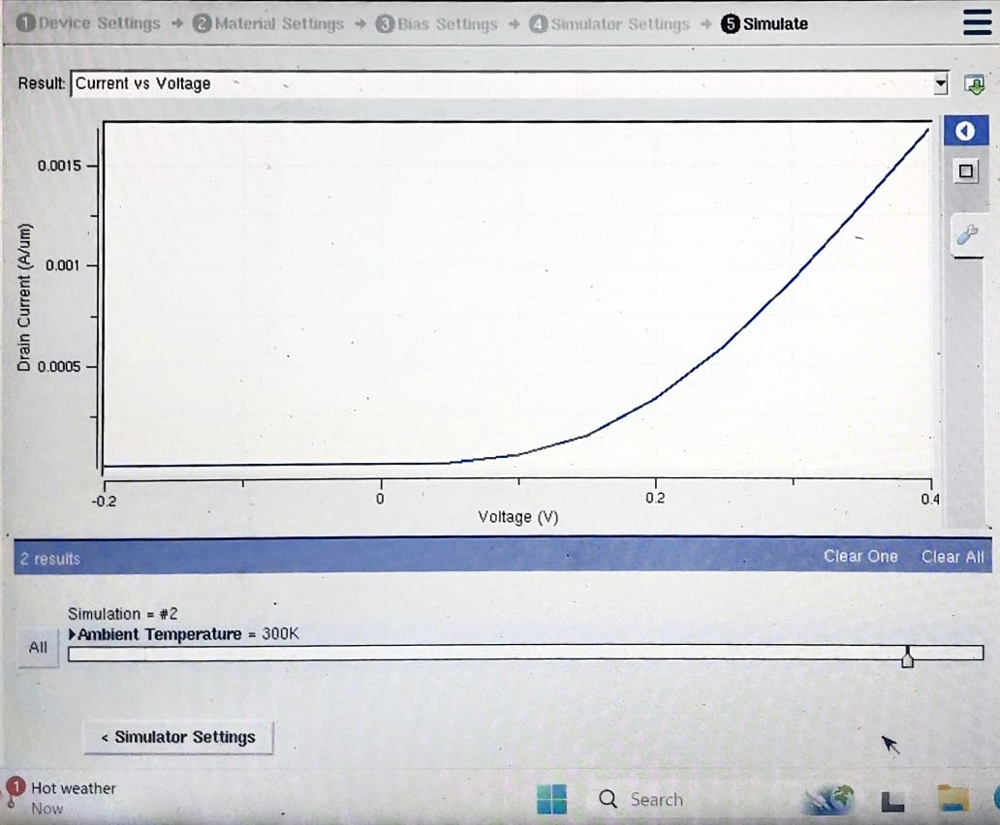 1 Device Settings → 2 Material Settings → 3 Bias Settings → 4 Simulator Settings → 5 Simulate
Result: Current vs Voltage
Drain Current (A/um)
0.0015
0.001
0.0005
-0.2 0 0.2 0.4
Voltage (V)
2 results Clear One Clear All
Simulation = #2
All
Ambient Temperature = 300K
< Simulator Settings
1 Hot weather
Now
Search